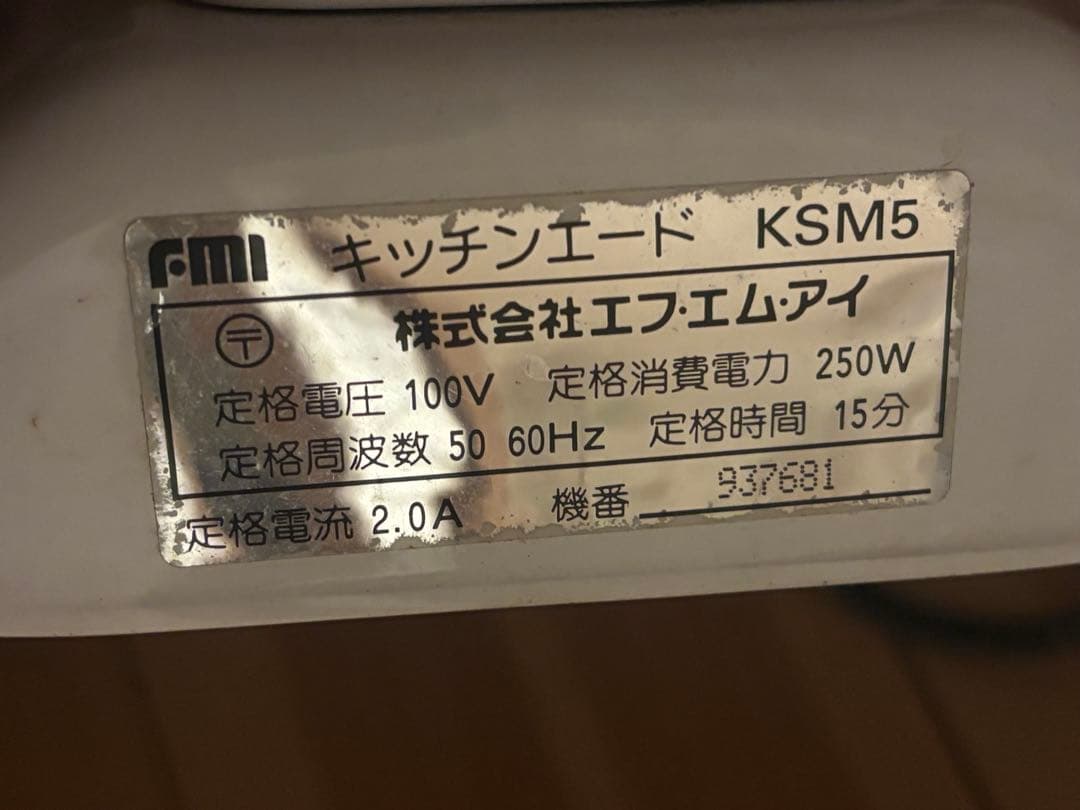 FMI キッチンエード KSM5
〒 株式会社エフ・エム・アイ
定格電圧 100V 定格消費電力 250W
定格周波数 50 60Hz 定格時間 15分
定格電流 2.0A 機番 937681